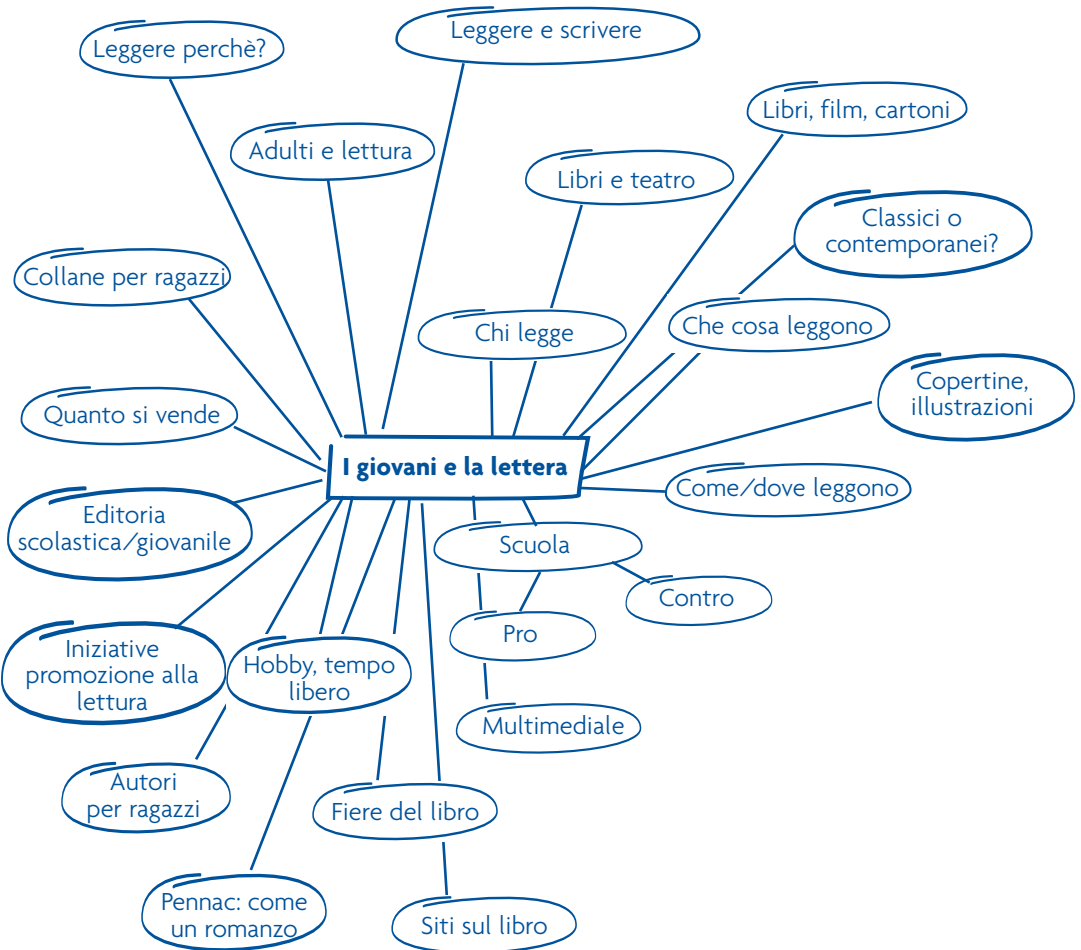 Leggere perchè?
Leggere e scrivere
Libri, film, cartoni
Adulti e lettura
Libri e teatro
Classici o
contemporanei?
Collane per ragazzi
Chi legge
Che cosa leggono
Copertine,
illustrazioni
Quanto si vende
I giovani e la lettera
Come/dove leggono
Editoria
scolastica/giovanile
Scuola
Contro
Pro
Iniziative
promozione alla
lettura
Hobby, tempo
libero
Multimediale
Autori
per ragazzi
Fiere del libro
Pennac: come
un romanzo
Siti sul libro